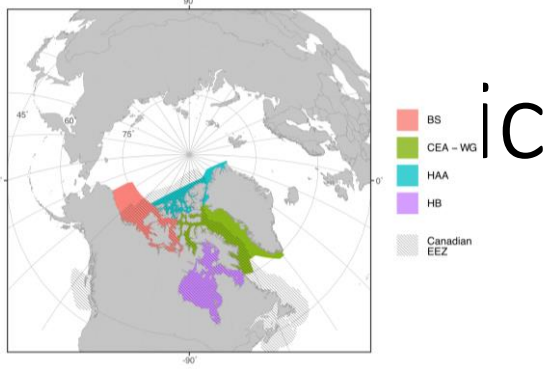 90°
45°
60°
75°
0°
-90°
BS
CEA – WG
HAA
HB
Canadian
EEZ
ic